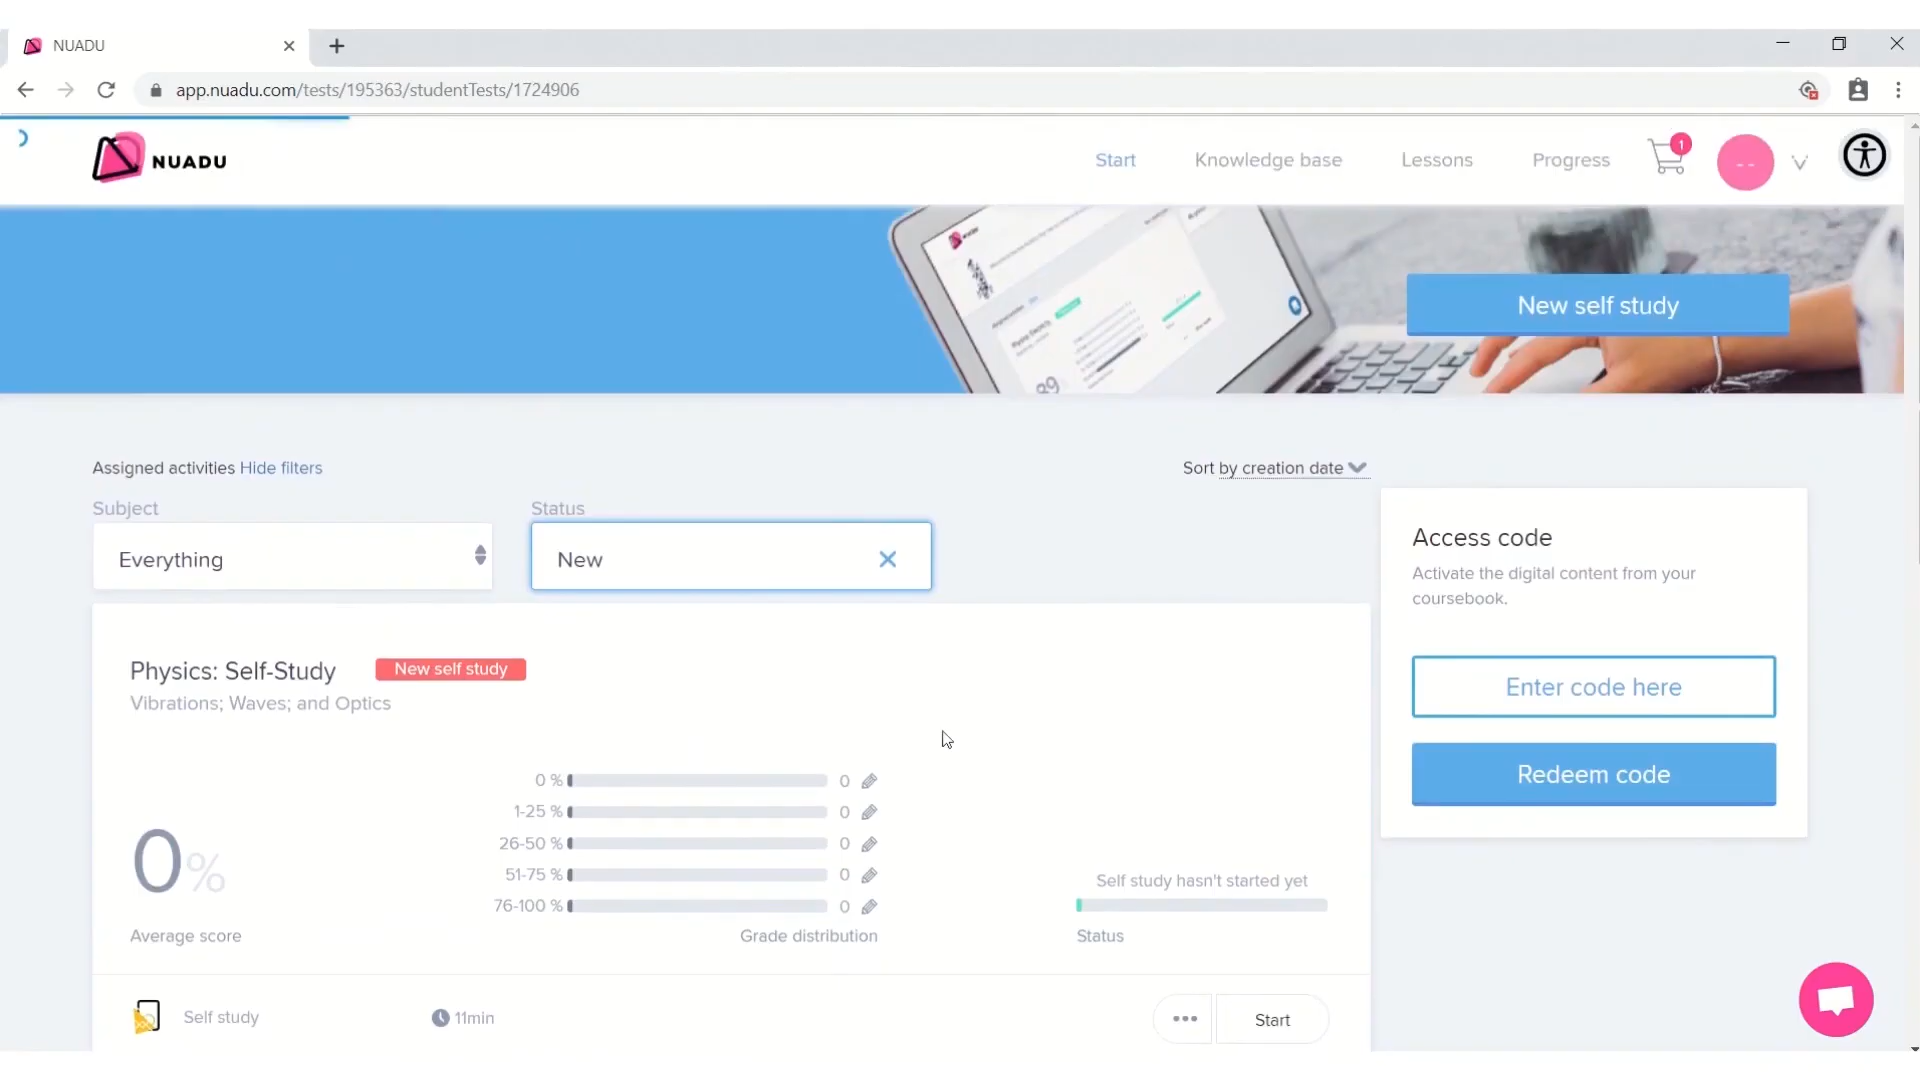 NUADU
app.nuadu.com/tests/195363/studentTests/1724906
NUADU
Start
Knowledge base
Lessons
Progress
1
--
New self study
Assigned activities Hide filters
Sort by creation date
Subject
Status
Everything
New
Access code
Activate the digital content from your
coursebook.
Enter code here
Redeem code
Physics: Self-Study
New self study
Vibrations; Waves; and Optics
0 % 0
1-25 % 0
26-50 % 0
51-75 % 0
76-100 % 0
0%
Average score
Grade distribution
Self study hasn't started yet
Status
Self study
11min
Start